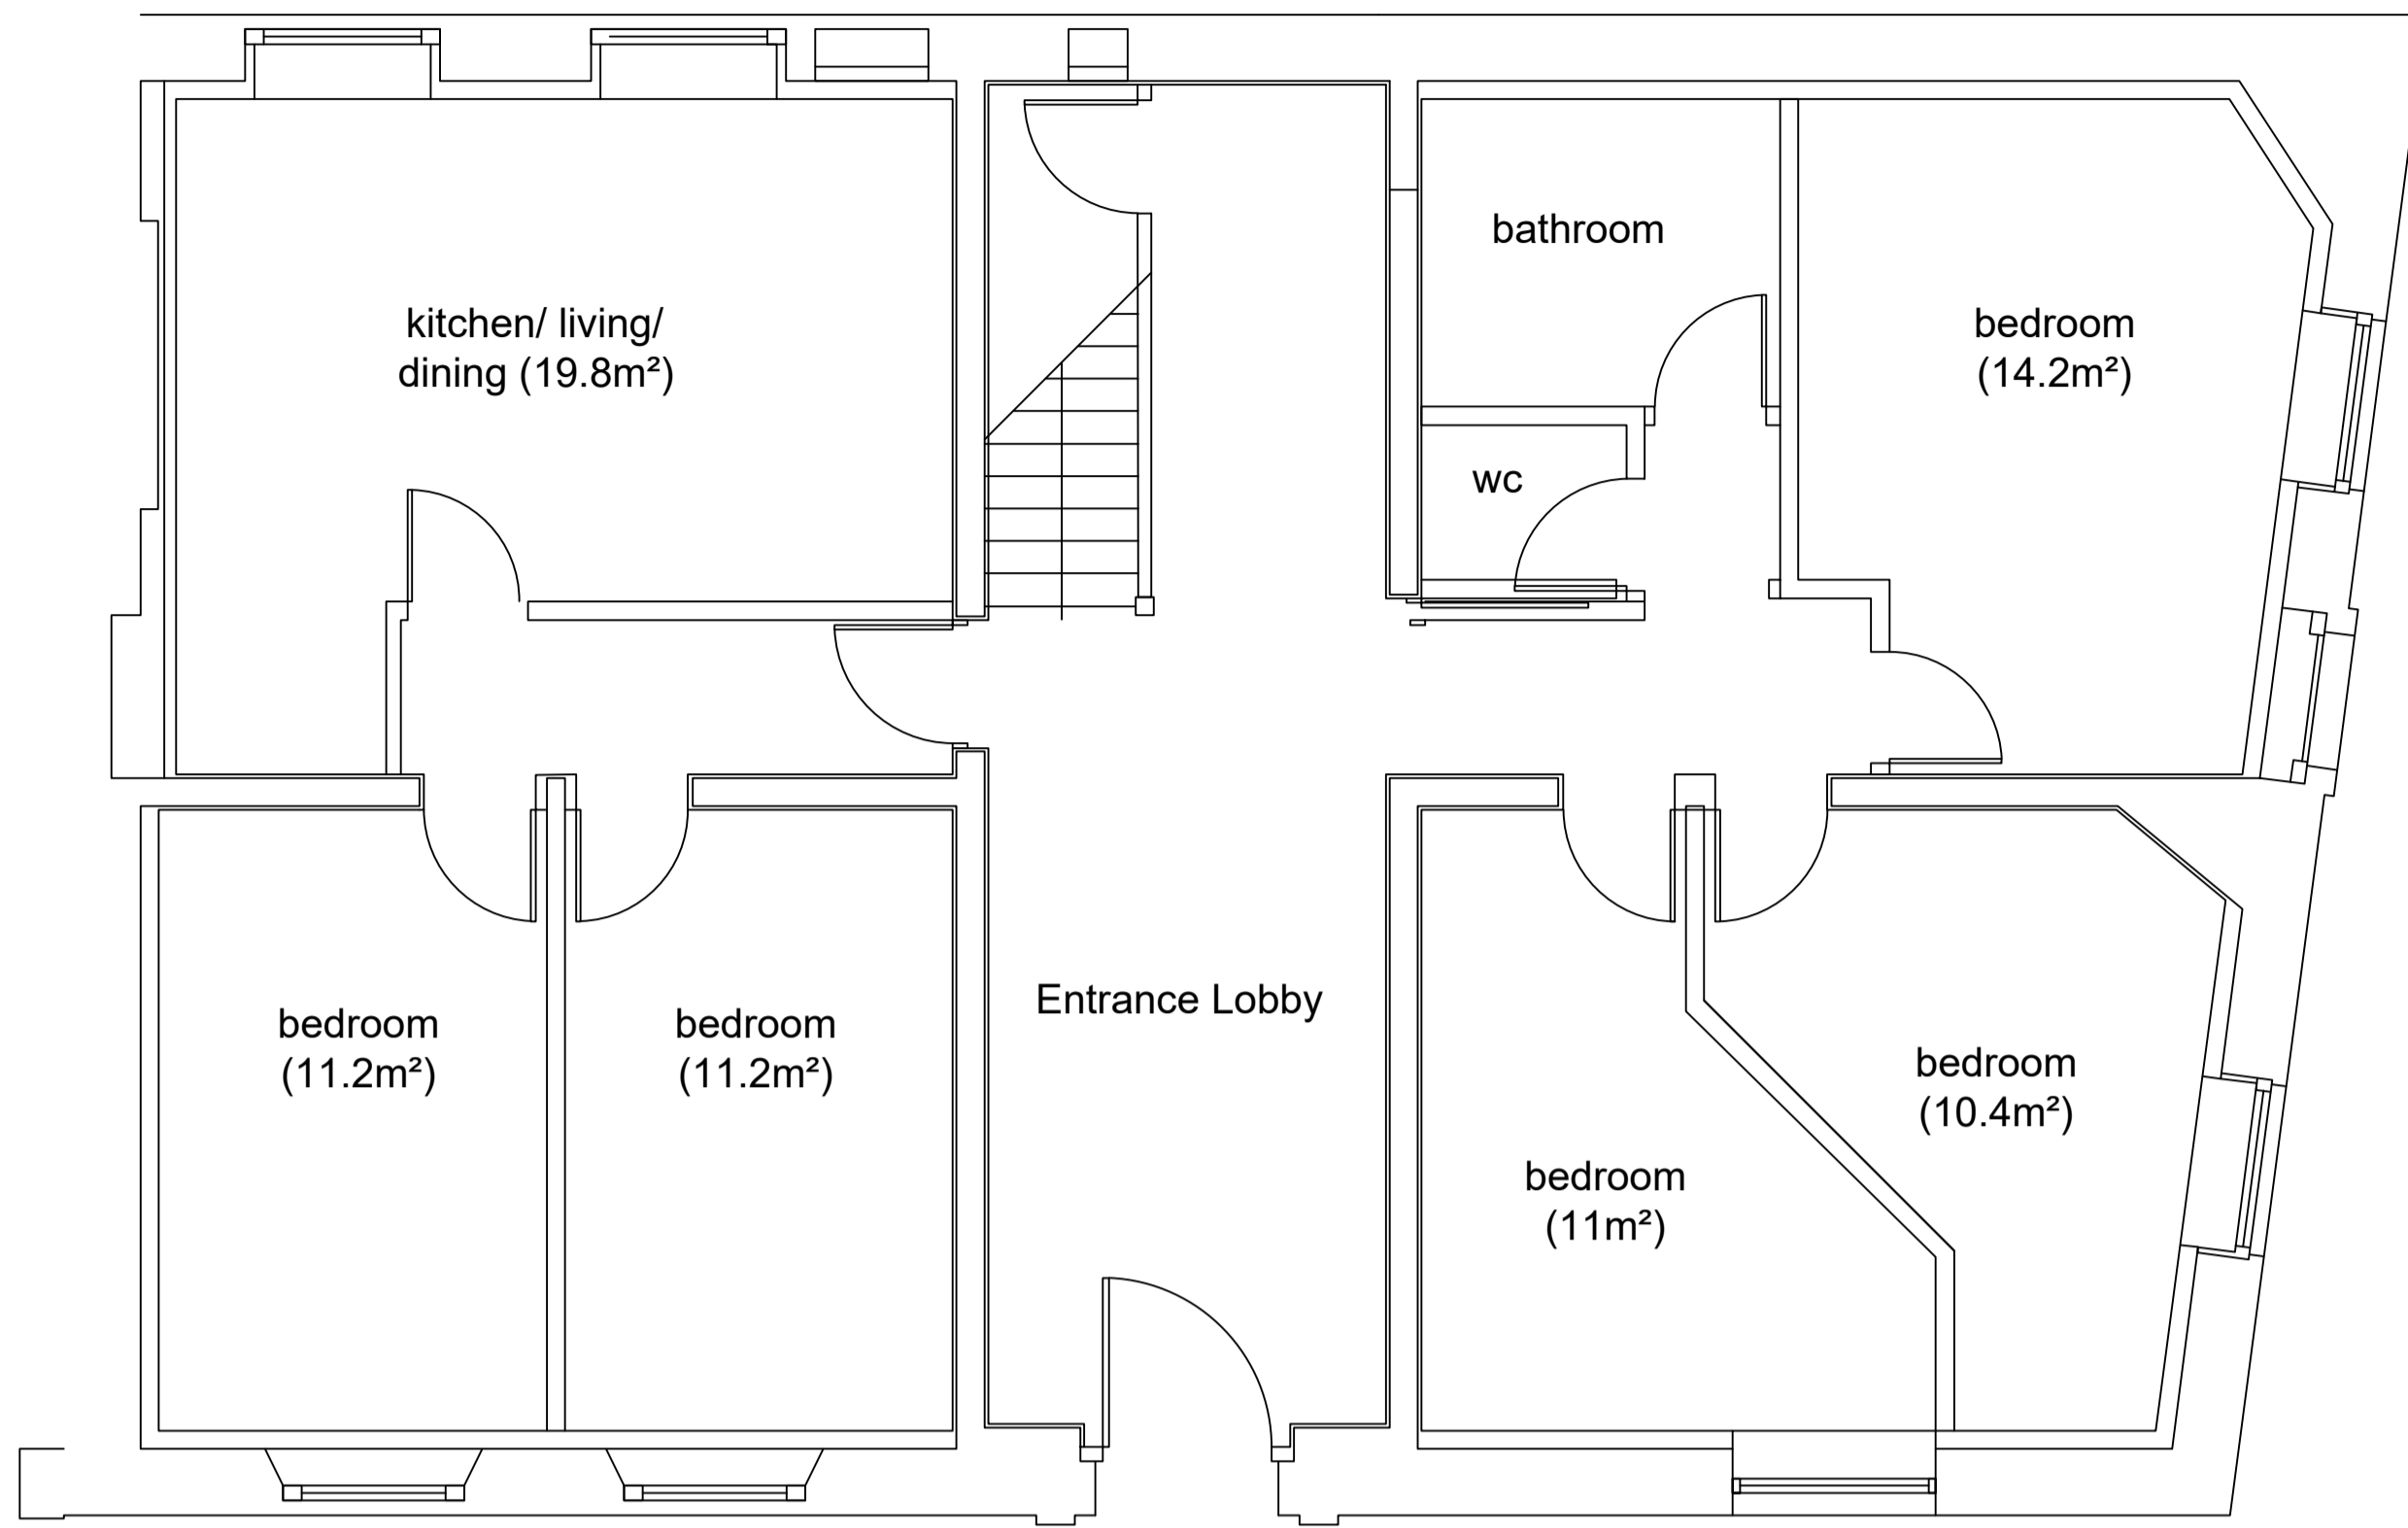 bathroom
kitchen/ living/
dining (19.8m²)
bedroom
(14.2m²)
wc
Entrance Lobby
bedroom
(11.2m²)
bedroom
(11.2m²)
bedroom
(10.4m²)
bedroom
(11m²)